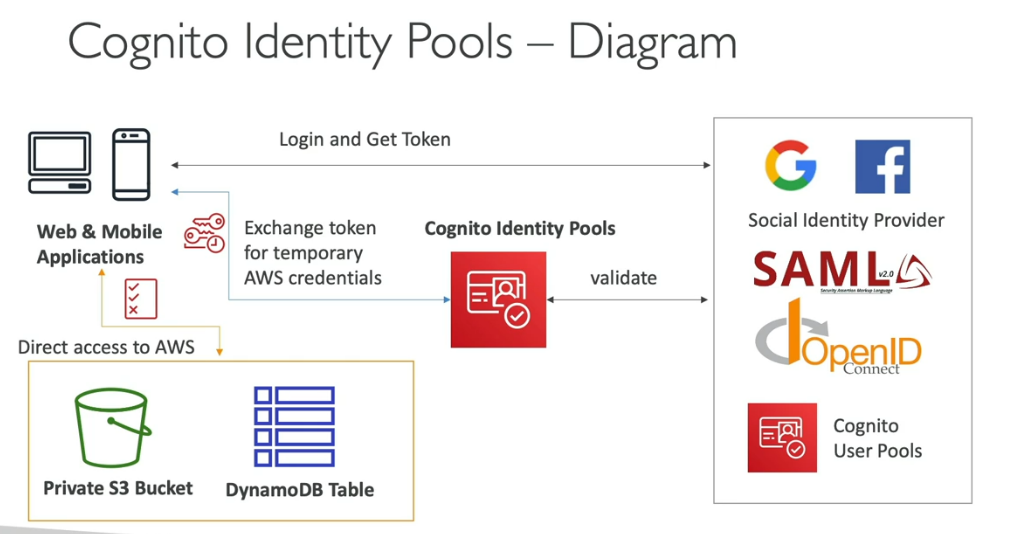 Cognito Identity Pools – Diagram
Login and Get Token
Web & Mobile
Applications
Exchange token
for temporary
AWS credentials
Cognito Identity Pools
validate
Social Identity Provider
SAML v2.0
Security Assertion Markup Language
OpenID
Connect
Cognito
User Pools
Direct access to AWS
Private S3 Bucket
DynamoDB Table